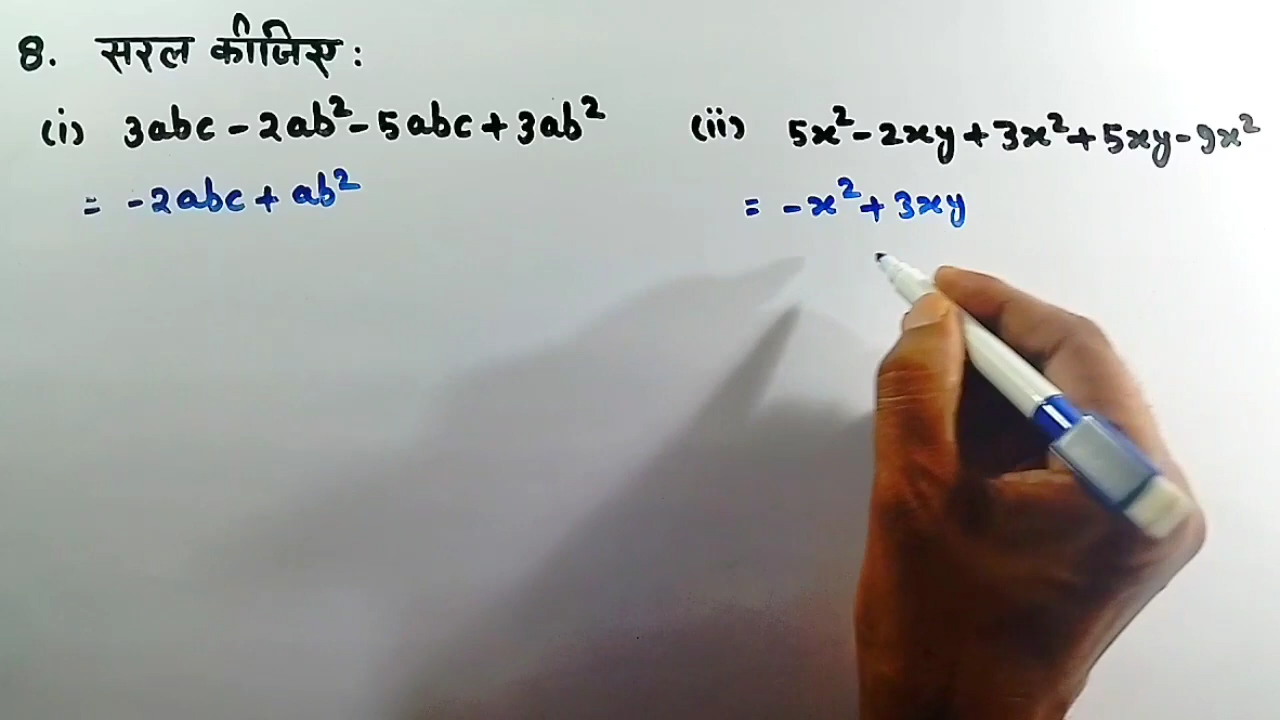 8. सरल कीजिए :
(i) 3abc - 2ab² - 5abc + 3ab²
= -2abc + ab²
(ii) 5x² - 2xy + 3x² + 5xy - 9x²
= -x² + 3xy